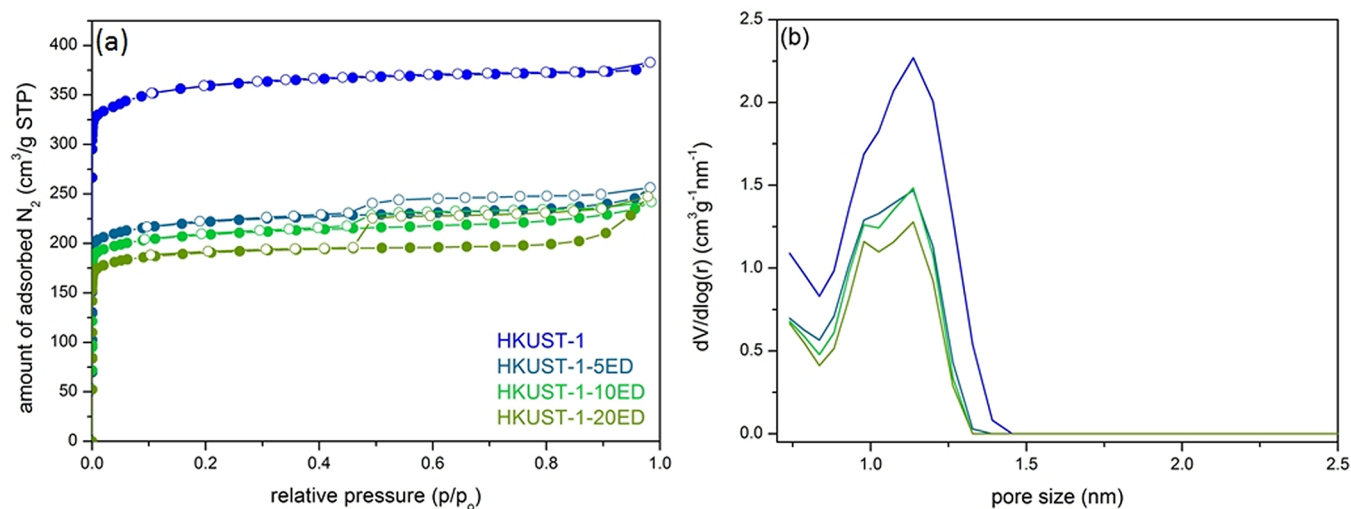 (a)
400
350
300
250
200
150
100
50
0
amount of adsorbed N₂ (cm³/g STP)
HKUST-1
HKUST-1-5ED
HKUST-1-10ED
HKUST-1-20ED
0.0 0.2 0.4 0.6 0.8 1.0
relative pressure (p/pₒ)
(b)
2.5
2.0
1.5
1.0
0.5
0.0
dV/dlog(r) (cm³g⁻¹nm⁻¹)
1.0 1.5 2.0 2.5
pore size (nm)